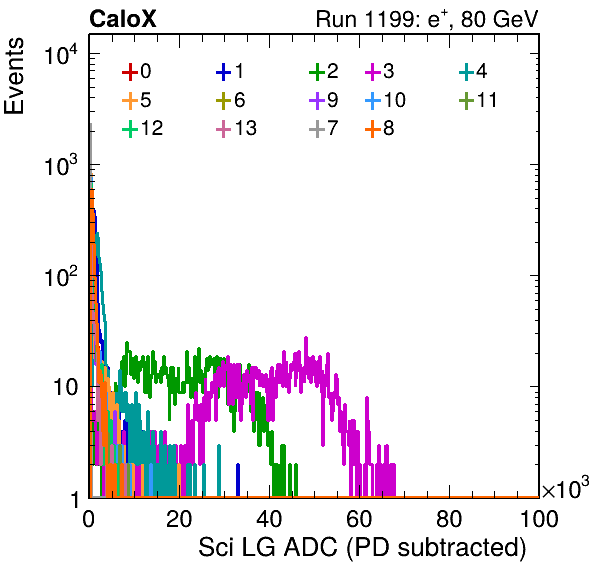 CaloX Run 1199: e⁺, 80 GeV
Events
10⁴
0 1 2 3 4
5 6 9 10 11
12 13 7 8
10³
10²
10
1
0 20 40 60 80 100
×10³
Sci LG ADC (PD subtracted)